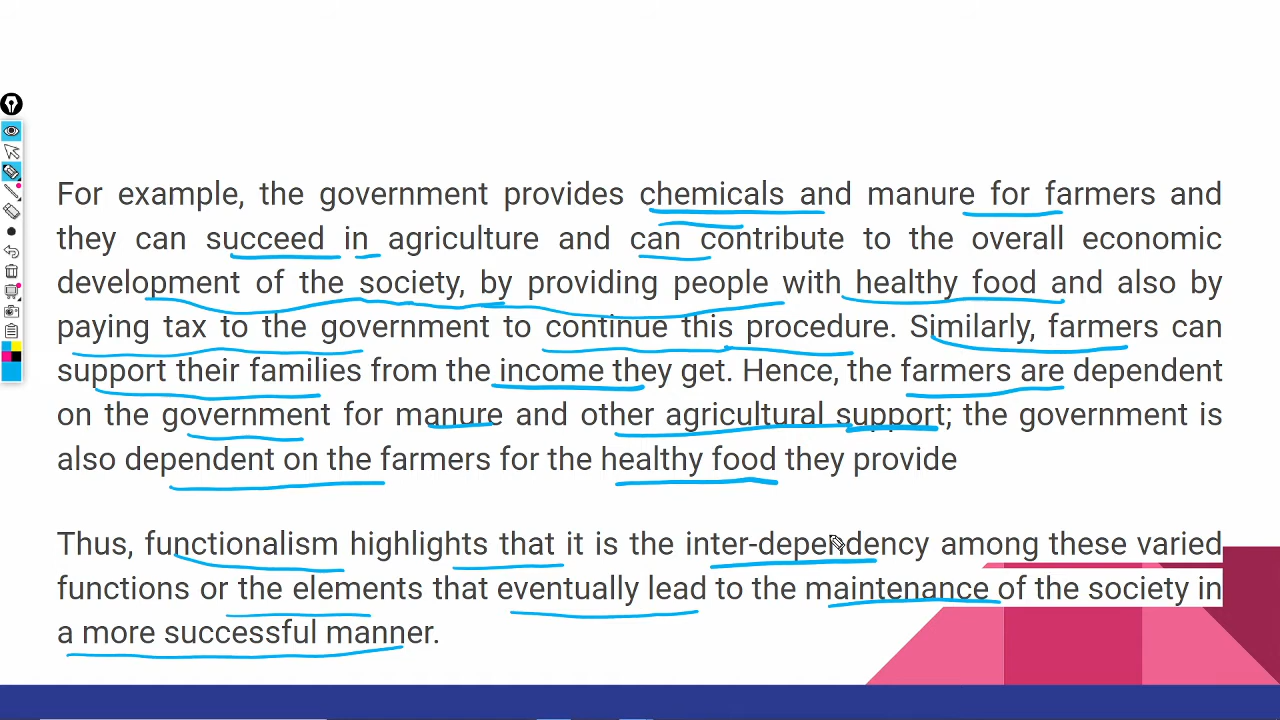 For example, the government provides chemicals and manure for farmers and
they can succeed in agriculture and can contribute to the overall economic
development of the society, by providing people with healthy food and also by
paying tax to the government to continue this procedure. Similarly, farmers can
support their families from the income they get. Hence, the farmers are dependent
on the government for manure and other agricultural support; the government is
also dependent on the farmers for the healthy food they provide
Thus, functionalism highlights that it is the inter-dependency among these varied
functions or the elements that eventually lead to the maintenance of the society in
a more successful manner.